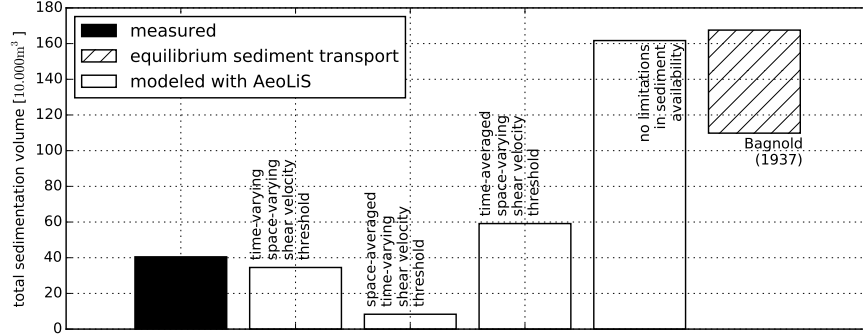 total sedimentation volume [10.000m³ ]
180
160
140
120
100
80
60
40
20
0
measured
equilibrium sediment transport
modeled with AeoLiS
time-varying
space-varying
shear velocity
threshold
space-averaged
time-varying
shear velocity
threshold
time-averaged
space-varying
shear velocity
threshold
no limitations
in sediment
availability
Bagnold
(1937)